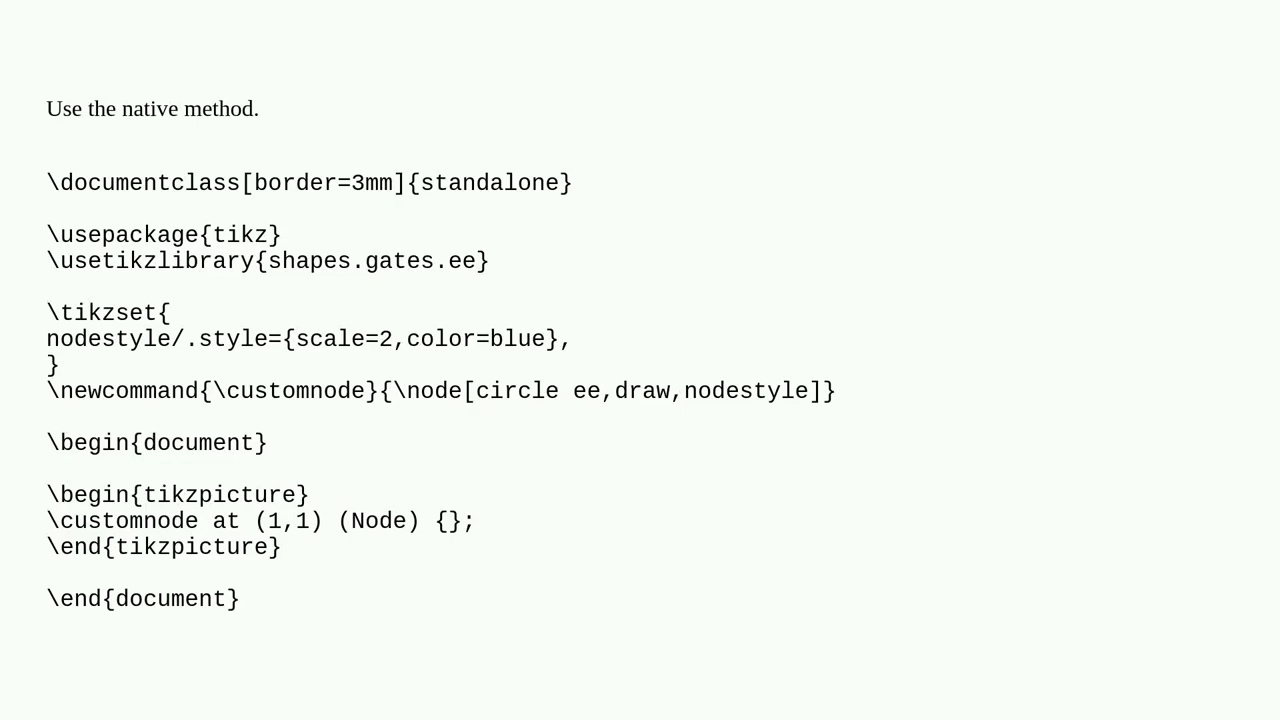 Use the native method.
\documentclass[border=3mm]{standalone}
\usepackage{tikz}
\usetikzlibrary{shapes.gates.ee}
\tikzset{
nodestyle/.style={scale=2,color=blue},
}
\newcommand{\customnode}{\node[circle ee,draw,nodestyle]}
\begin{document}
\begin{tikzpicture}
\customnode at (1,1) (Node) {};
\end{tikzpicture}
\end{document}